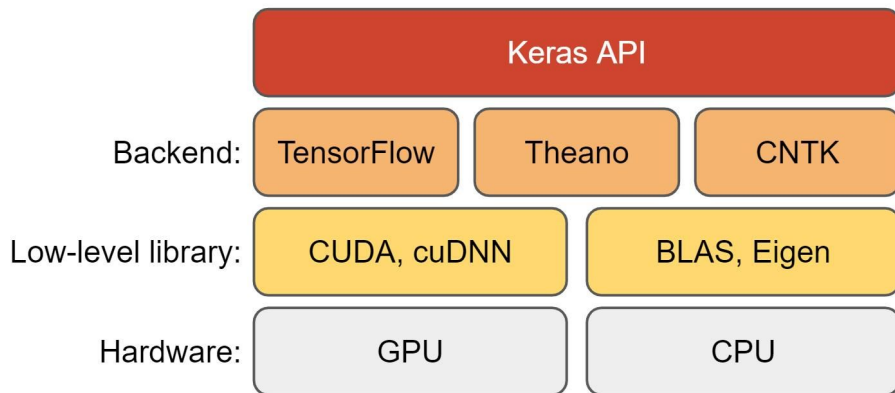 Keras API
Backend: TensorFlow Theano CNTK
Low-level library: CUDA, cuDNN BLAS, Eigen
Hardware: GPU CPU